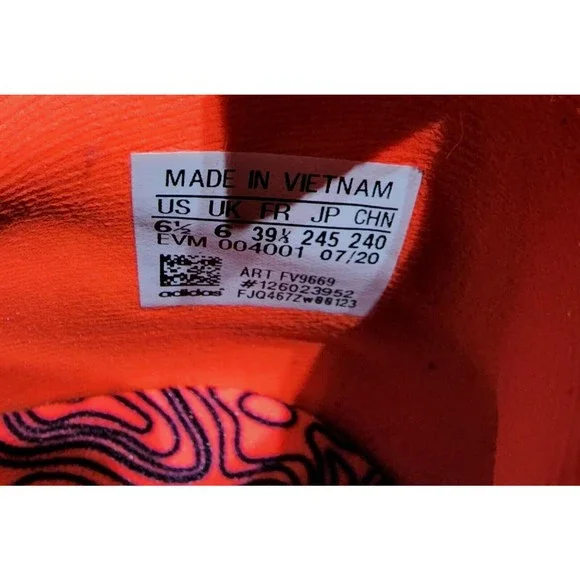 MADE IN VIETNAM
US UK FR JP CHN
6½ 6 39⅓ 245 240
EVM 004001 07/20
ART FV9669
#126023952
adidas FJQ467Zw00123